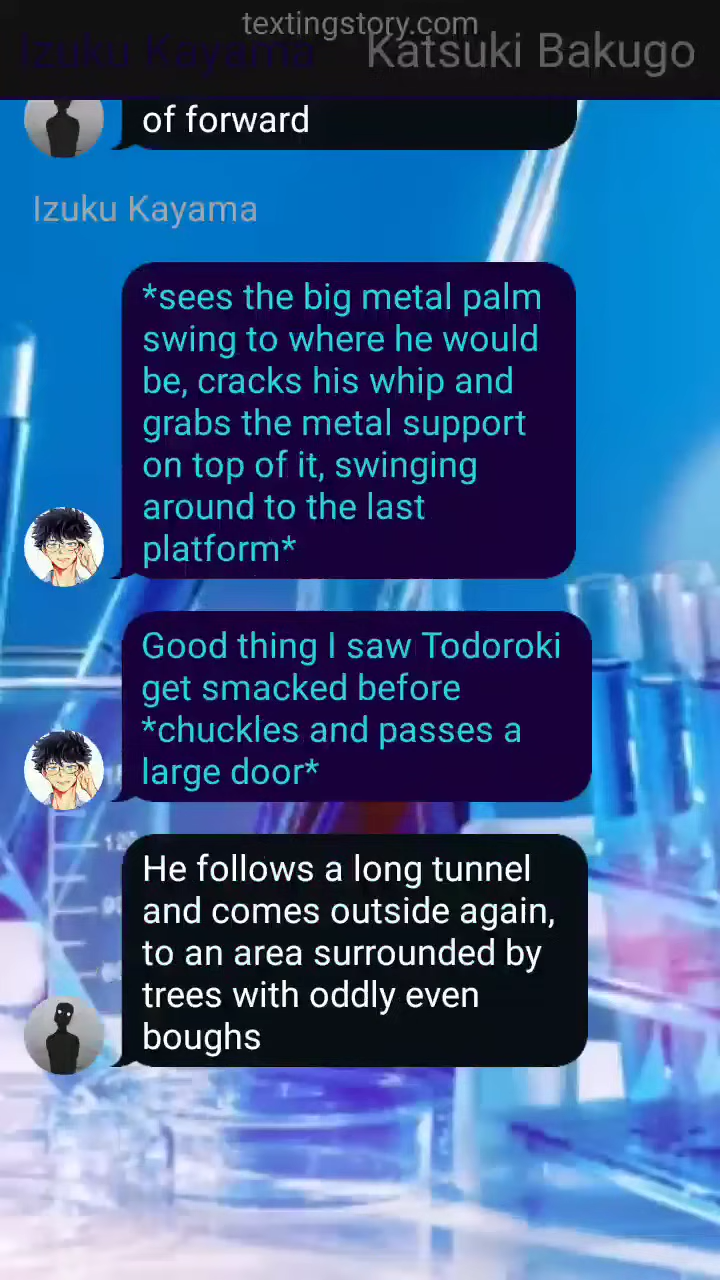 textingstory.com
Izuku Kayama Katsuki Bakugo
of forward
Izuku Kayama
*sees the big metal palm
swing to where he would
be, cracks his whip and
grabs the metal support
on top of it, swinging
around to the last
platform*
Good thing I saw Todoroki
get smacked before
*chuckles and passes a
large door*
He follows a long tunnel
and comes outside again,
to an area surrounded by
trees with oddly even
boughs